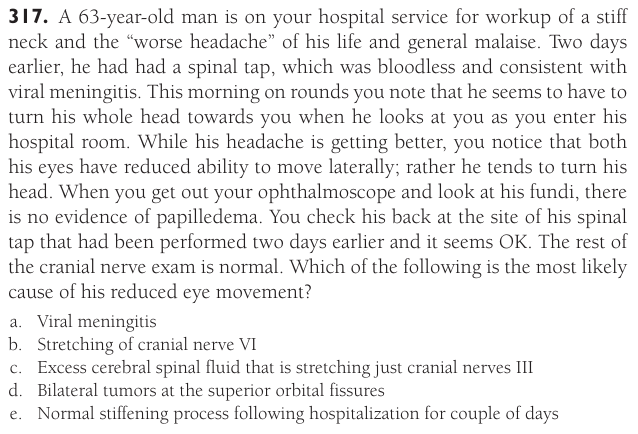 317. A 63-year-old man is on your hospital service for workup of a stiff
neck and the “worse headache” of his life and general malaise. Two days
earlier, he had had a spinal tap, which was bloodless and consistent with
viral meningitis. This morning on rounds you note that he seems to have to
turn his whole head towards you when he looks at you as you enter his
hospital room. While his headache is getting better, you notice that both
his eyes have reduced ability to move laterally; rather he tends to turn his
head. When you get out your ophthalmoscope and look at his fundi, there
is no evidence of papilledema. You check his back at the site of his spinal
tap that had been performed two days earlier and it seems OK. The rest of
the cranial nerve exam is normal. Which of the following is the most likely
cause of his reduced eye movement?
a. Viral meningitis
b. Stretching of cranial nerve VI
c. Excess cerebral spinal fluid that is stretching just cranial nerves III
d. Bilateral tumors at the superior orbital fissures
e. Normal stiffening process following hospitalization for couple of days